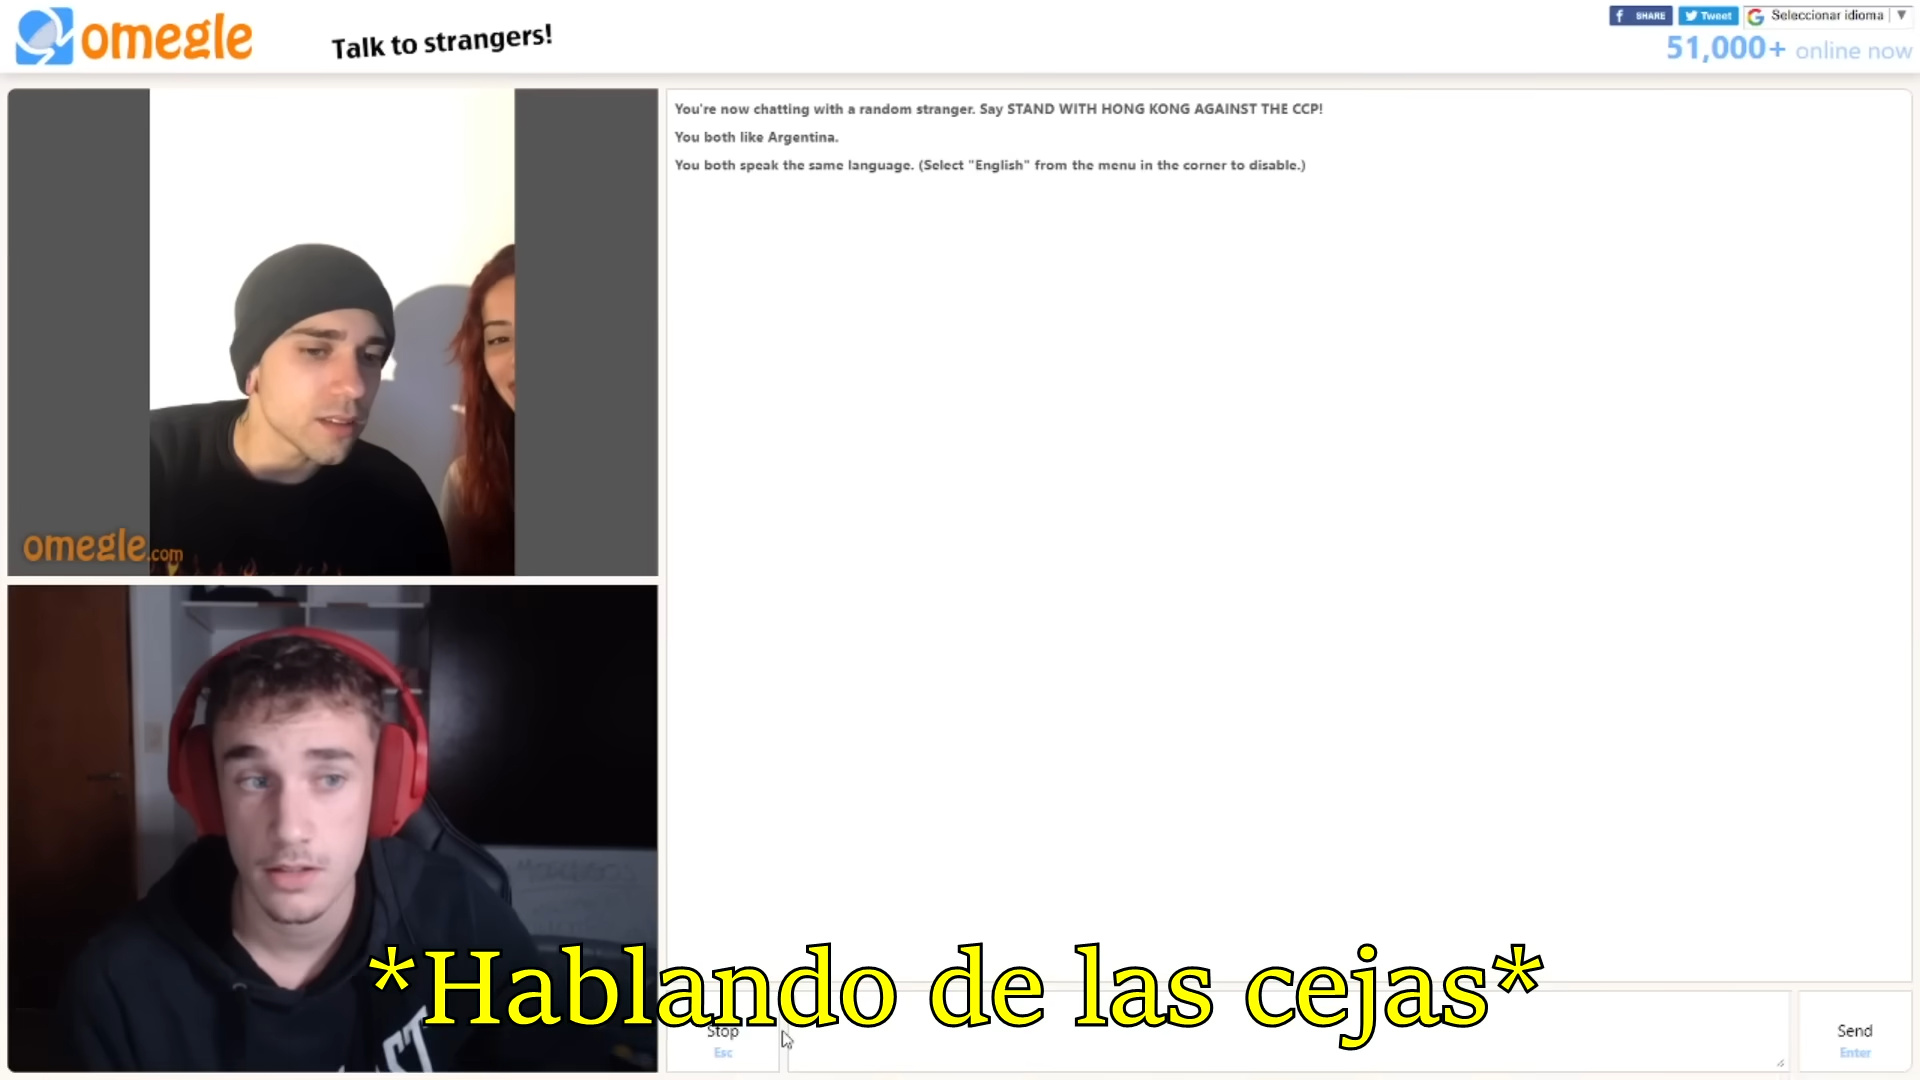 omegle
Talk to strangers!
SHARE
Tweet
Seleccionar idioma
51,000+ online now
You're now chatting with a random stranger. Say STAND WITH HONG KONG AGAINST THE CCP!
You both like Argentina.
You both speak the same language. (Select "English" from the menu in the corner to disable.)
omegle.com
*Hablando de las cejas*
Stop
Esc
Send
Enter